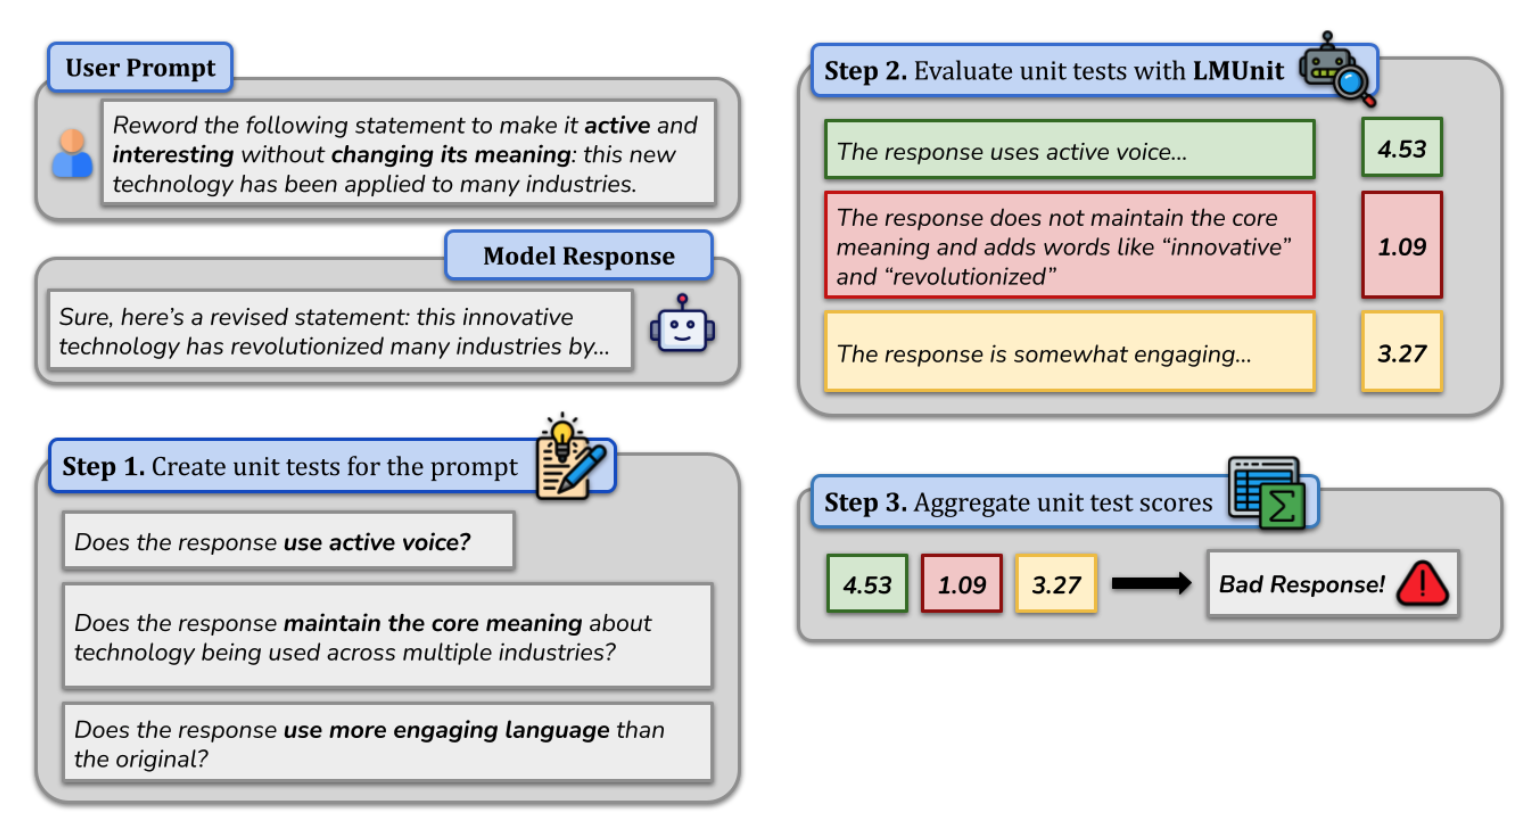 User Prompt
Reword the following statement to make it active and
interesting without changing its meaning: this new
technology has been applied to many industries.
Model Response
Sure, here's a revised statement: this innovative
technology has revolutionized many industries by...
Step 1. Create unit tests for the prompt
Does the response use active voice?
Does the response maintain the core meaning about
technology being used across multiple industries?
Does the response use more engaging language than
the original?
Step 2. Evaluate unit tests with LMUnit
The response uses active voice...
4.53
The response does not maintain the core
meaning and adds words like “innovative”
and “revolutionized”
1.09
The response is somewhat engaging...
3.27
Step 3. Aggregate unit test scores
Σ
4.53 1.09 3.27 Bad Response!